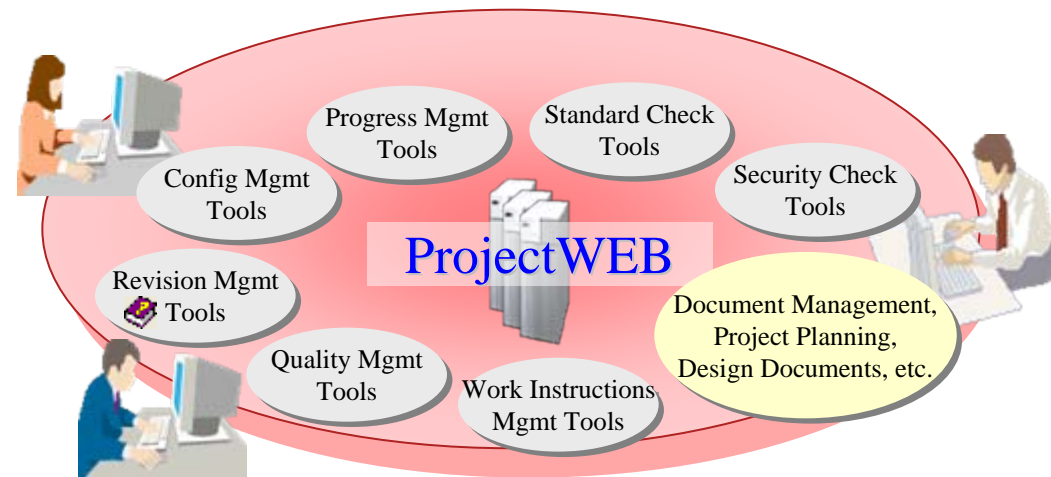 Progress Mgmt
Tools
Standard Check
Tools
Config Mgmt
Tools
Security Check
Tools
ProjectWEB
Revision Mgmt
Tools
Document Management,
Project Planning,
Design Documents, etc.
Quality Mgmt
Tools
Work Instructions
Mgmt Tools